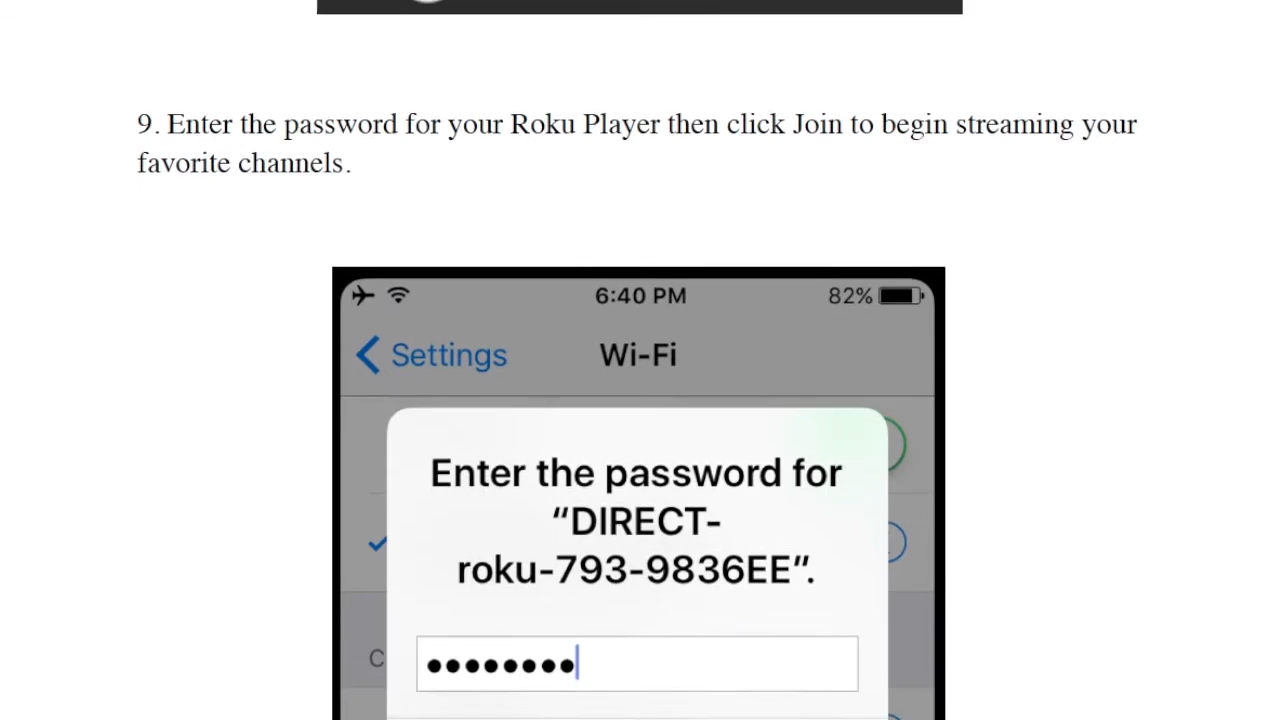 9. Enter the password for your Roku Player then click Join to begin streaming your
favorite channels.
6:40 PM
82%
Settings
Wi-Fi
Enter the password for
“DIRECT-
roku-793-9836EE”.
••••••••
C